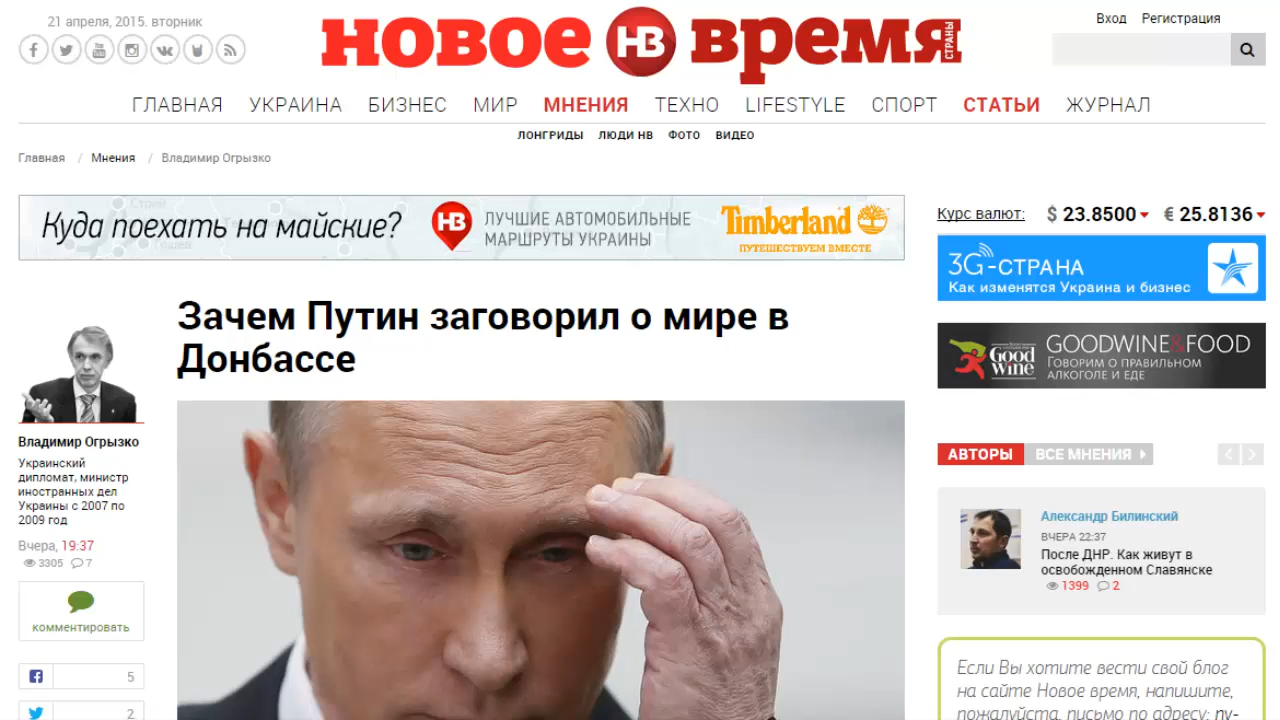 21 апреля, 2015. вторник
новое НВ время
СТРАНЫ
Вход Регистрация
ГЛАВНАЯ УКРАИНА БИЗНЕС МИР МНЕНИЯ ТЕХНО LIFESTYLE СПОРТ СТАТЬИ ЖУРНАЛ
ЛОНГРИДЫ ЛЮДИ НВ ФОТО ВИДЕО
Главная / Мнения / Владимир Огрызко
Куда поехать на майские?
НВ
ЛУЧШИЕ АВТОМОБИЛЬНЫЕ
МАРШРУТЫ УКРАИНЫ
Timberland
ПУТЕШЕСТВУЕМ ВМЕСТЕ
Курс валют: $ 23.8500 € 25.8136
3G-СТРАНА
Как изменятся Украина и бизнес
Good
wine
GOODWINE&FOOD
ГОВОРИМ О ПРАВИЛЬНОМ
АЛКОГОЛЕ И ЕДЕ
Зачем Путин заговорил о мире в
Донбассе
Владимир Огрызко
Украинский
дипломат, министр
иностранных дел
Украины с 2007 по
2009 год
Вчера, 19:37
3305 7
комментировать
5
2
АВТОРЫ ВСЕ МНЕНИЯ
Александр Билинский
ВЧЕРА 22:37
После ДНР. Как живут в
освобожденном Славянске
1399 2
Если Вы хотите вести свой блог
на сайте Новое время, напишите,
пожалуйста, письмо по адресу: nv-